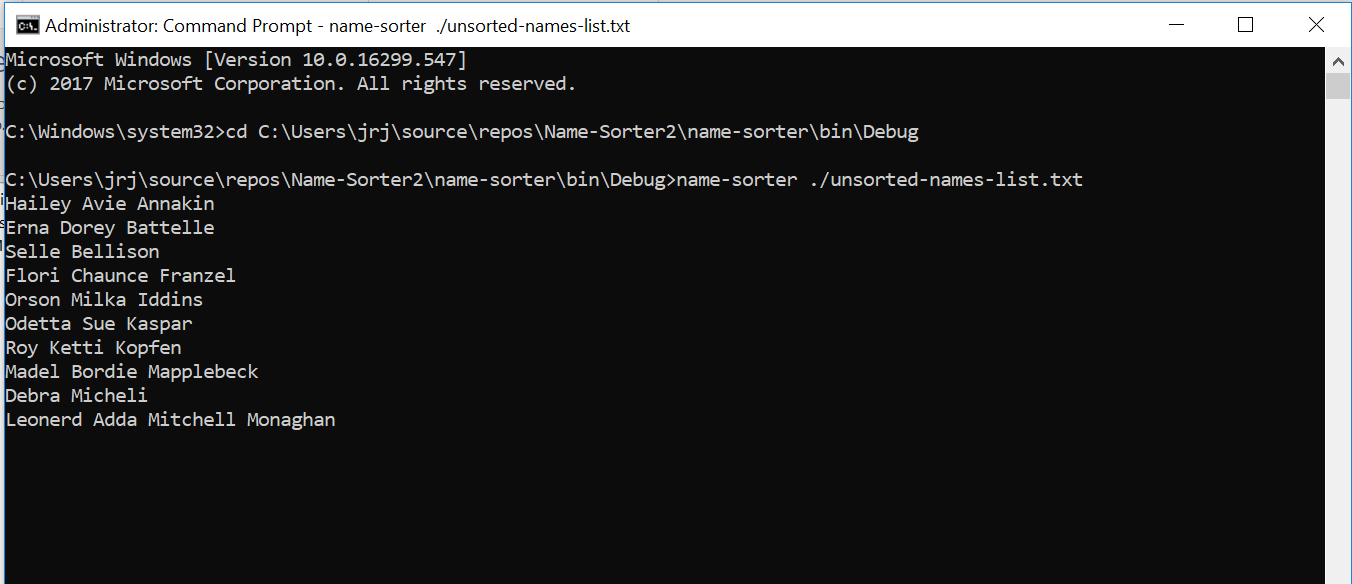 Administrator: Command Prompt - name-sorter  ./unsorted-names-list.txt
Microsoft Windows [Version 10.0.16299.547]
(c) 2017 Microsoft Corporation. All rights reserved.
C:\Windows\system32>cd C:\Users\jrj\source\repos\Name-Sorter2\name-sorter\bin\Debug
C:\Users\jrj\source\repos\Name-Sorter2\name-sorter\bin\Debug>name-sorter ./unsorted-names-list.txt
Hailey Avie Annakin
Erna Dorey Battelle
Selle Bellison
Flori Chaunce Franzel
Orson Milka Iddins
Odetta Sue Kaspar
Roy Ketti Kopfen
Madel Bordie Mapplebeck
Debra Micheli
Leonerd Adda Mitchell Monaghan